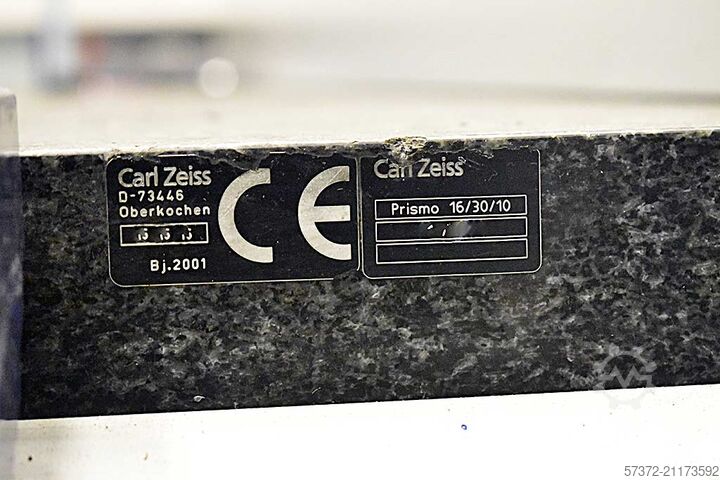 Carl Zeiss
D-73446
Oberkochen
Bj.2001
CE
Carl Zeiss
Prismo 16/30/10
57372-21173592